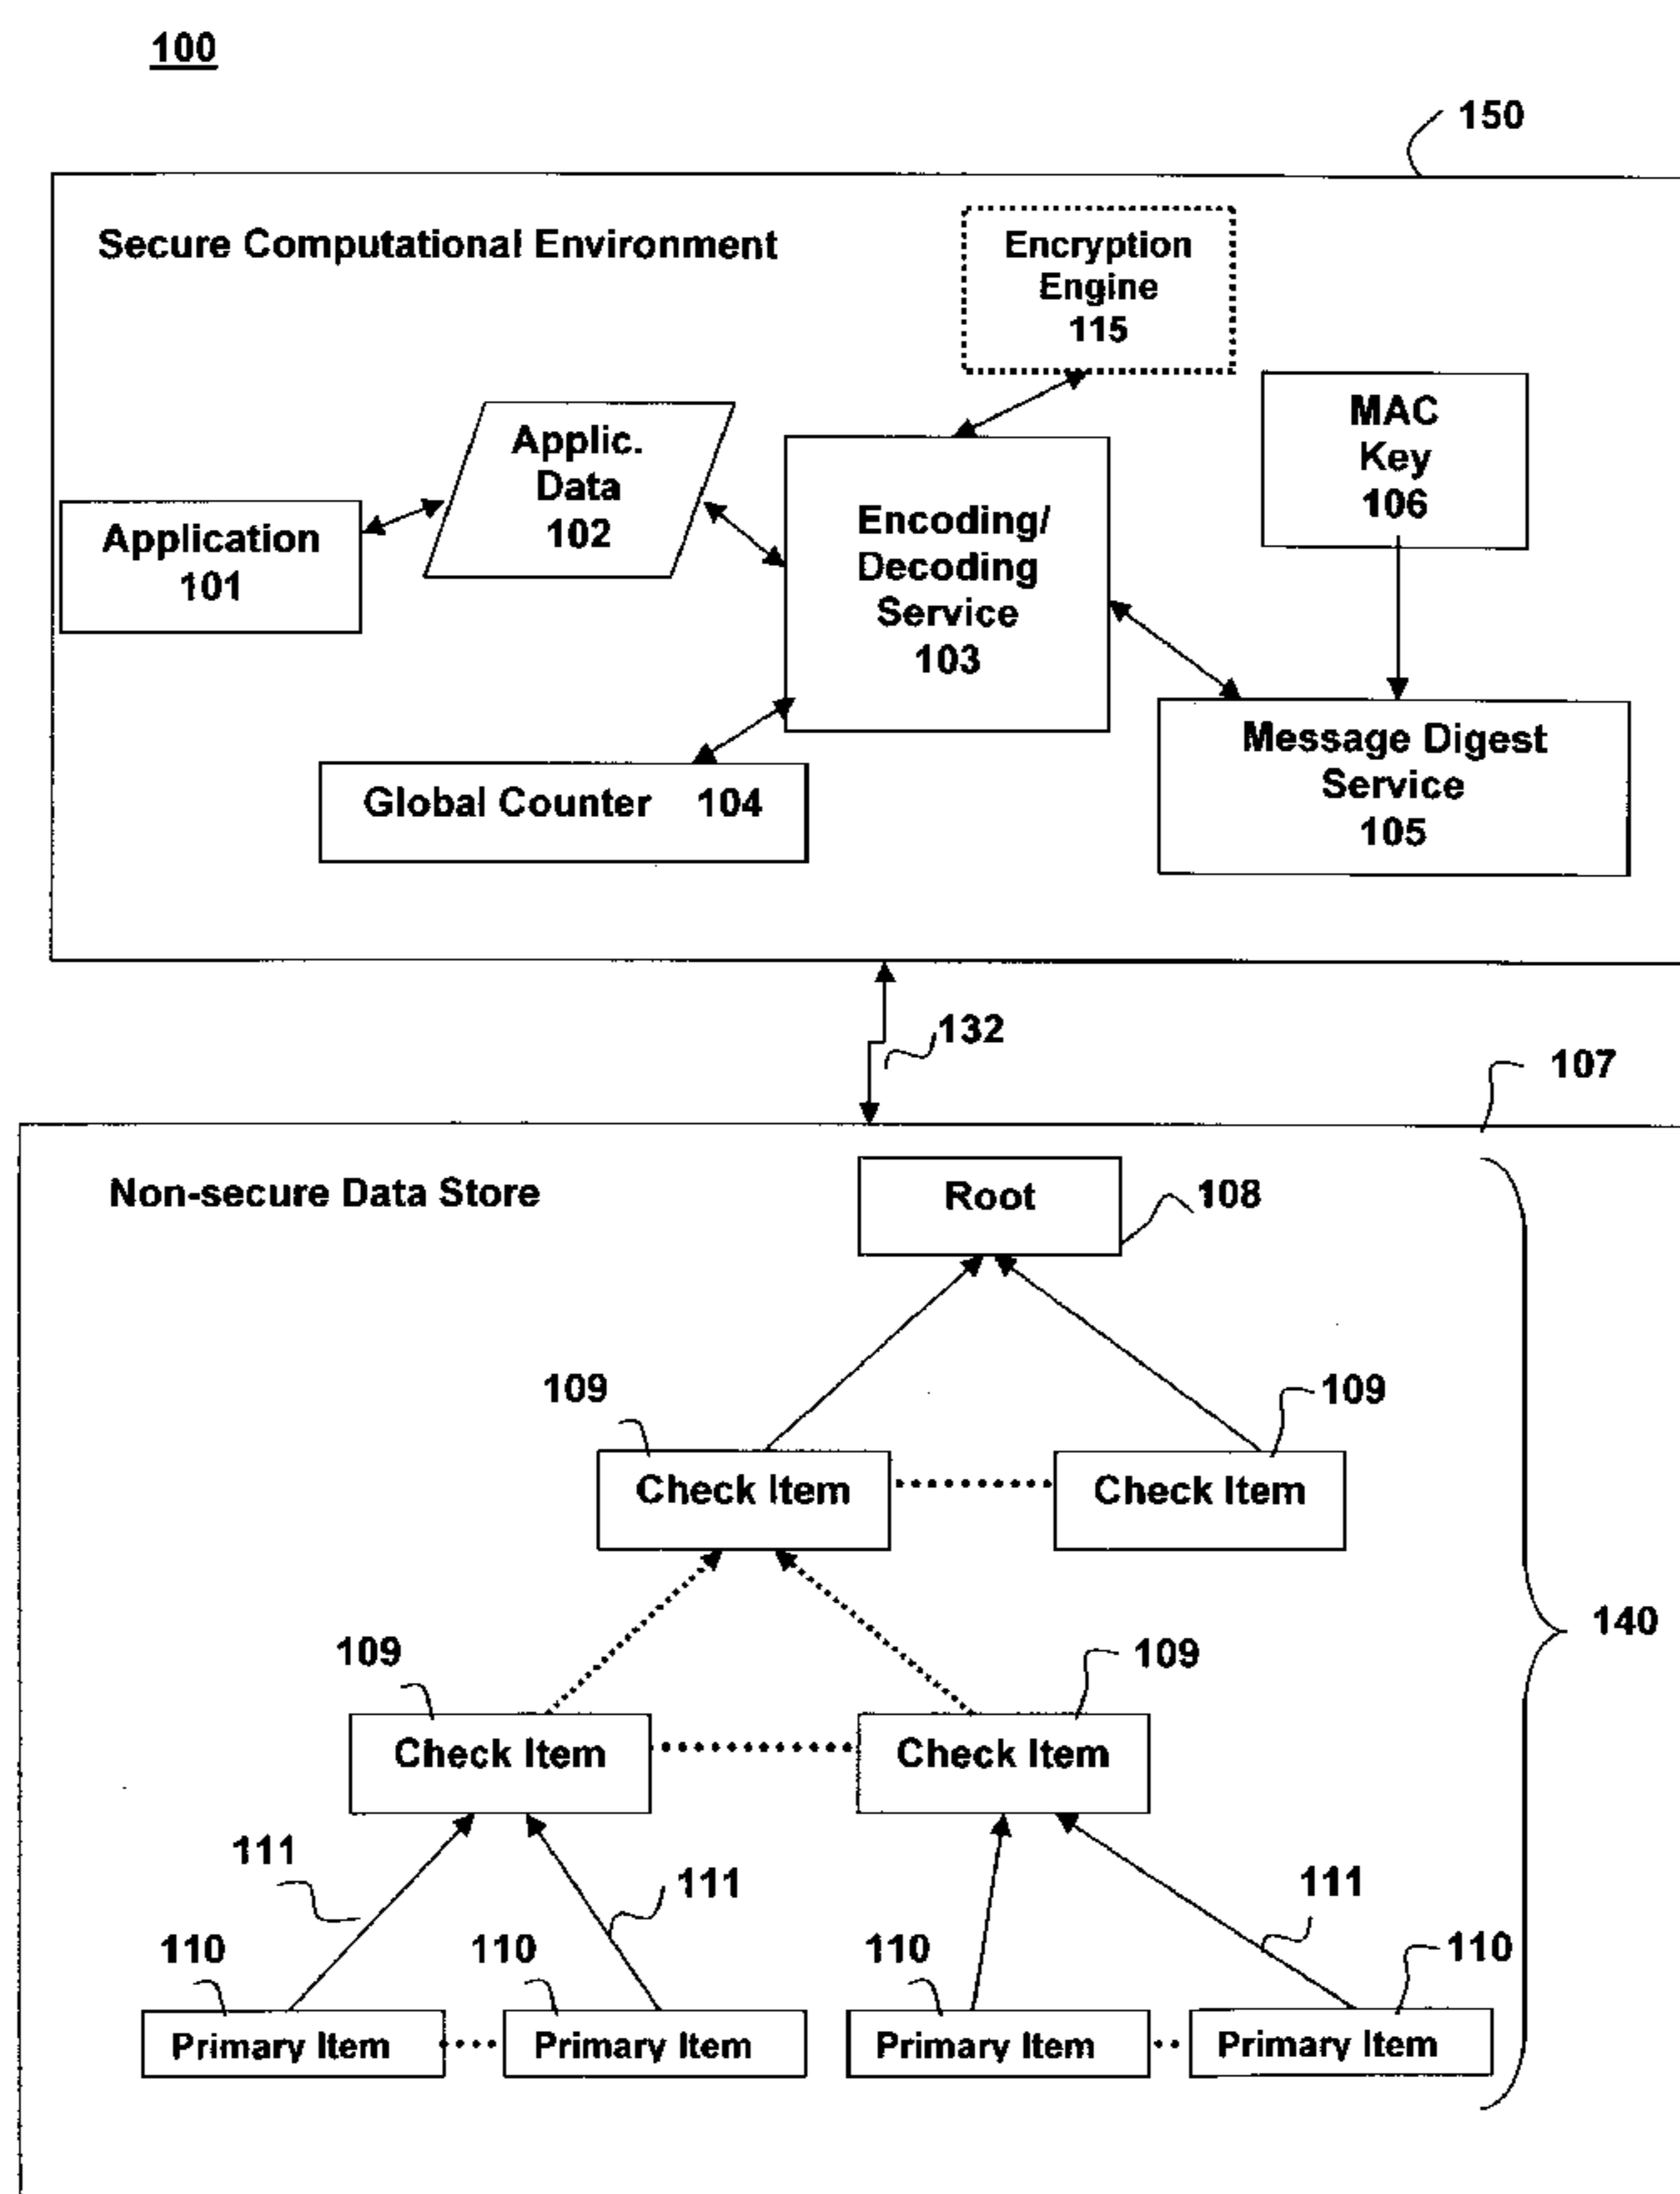 100
150
Secure Computational Environment
Encryption
Engine
115
MAC
Key
106
Applic.
Data
102
Application
101
Encoding/
Decoding
Service
103
Global Counter 104
Message Digest
Service
105
132
107
Non-secure Data Store
Root
108
109
109
Check Item
Check Item
140
109
109
Check Item
Check Item
111
111
111
110
110
110
110
Primary Item
Primary Item
Primary Item
Primary Item